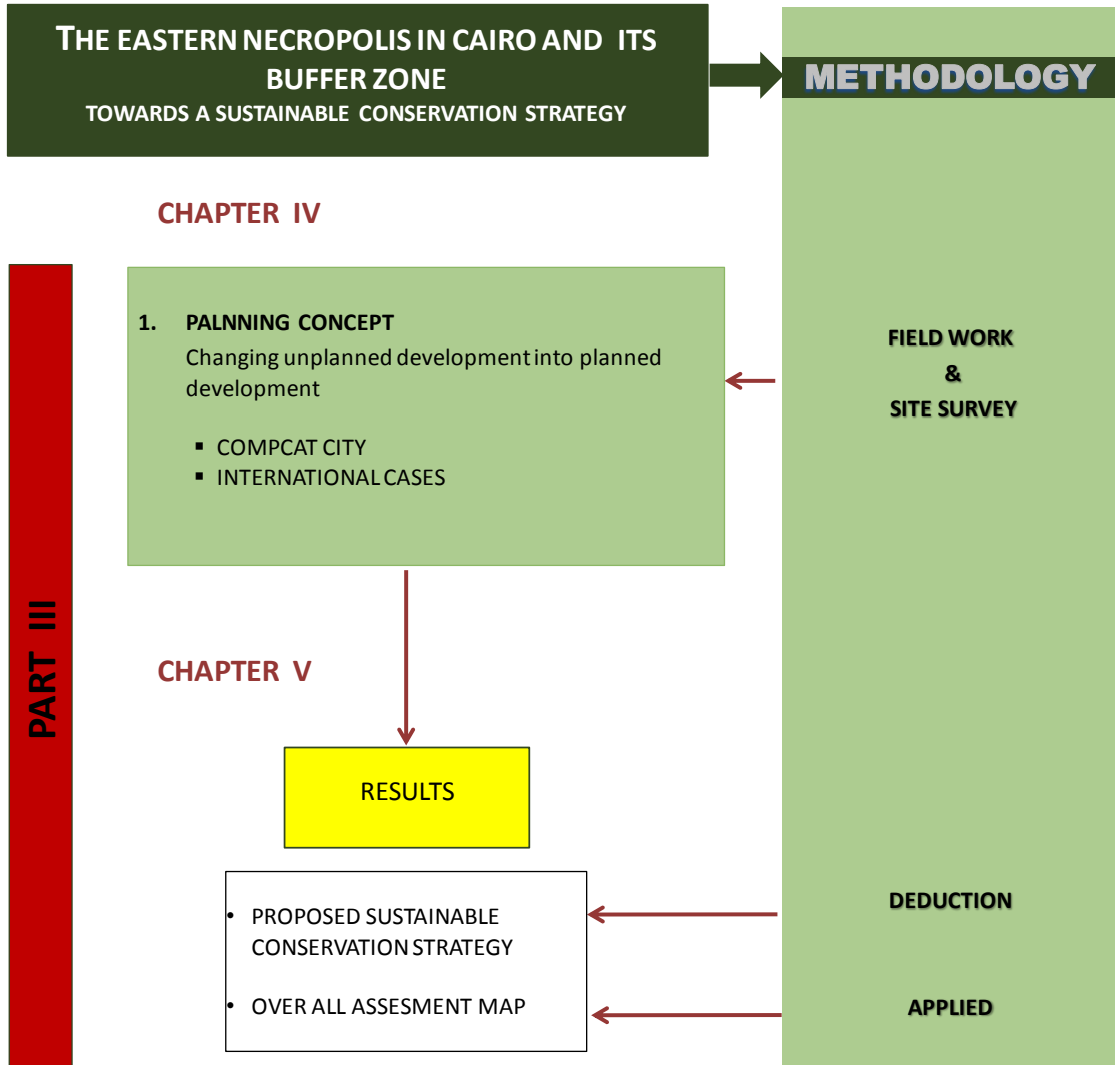 THE EASTERN NECROPOLIS IN CAIRO AND ITS
BUFFER ZONE
TOWARDS A SUSTAINABLE CONSERVATION STRATEGY
METHODOLOGY
CHAPTER IV
PART III
1. PALNNING CONCEPT
Changing unplanned development into planned
development
▪ COMPCAT CITY
▪ INTERNATIONAL CASES
FIELD WORK
&
SITE SURVEY
CHAPTER V
RESULTS
• PROPOSED SUSTAINABLE
CONSERVATION STRATEGY
• OVER ALL ASSESMENT MAP
DEDUCTION
APPLIED